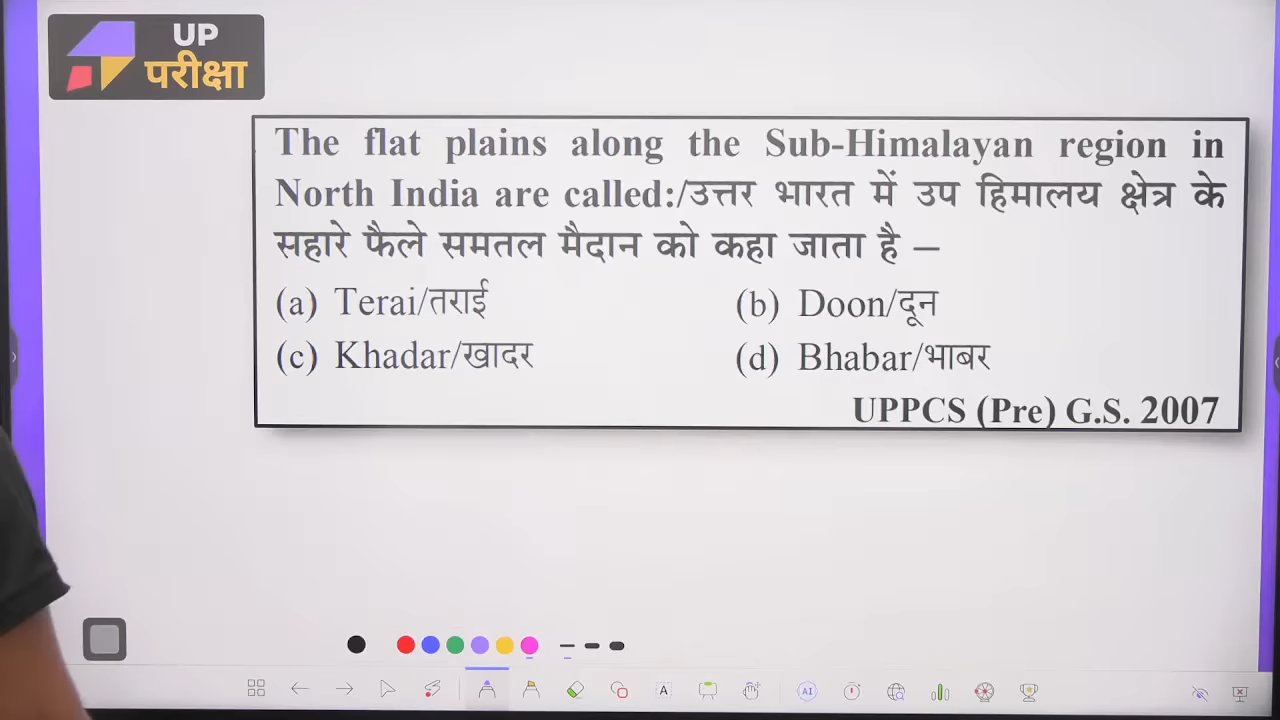 UP
परीक्षा
The flat plains along the Sub-Himalayan region in
North India are called:/उत्तर भारत में उप हिमालय क्षेत्र के
सहारे फैले समतल मैदान को कहा जाता है –
(a) Terai/तराई (b) Doon/दून
(c) Khadar/खादर (d) Bhabar/भाबर
UPPCS (Pre) G.S. 2007
A AI